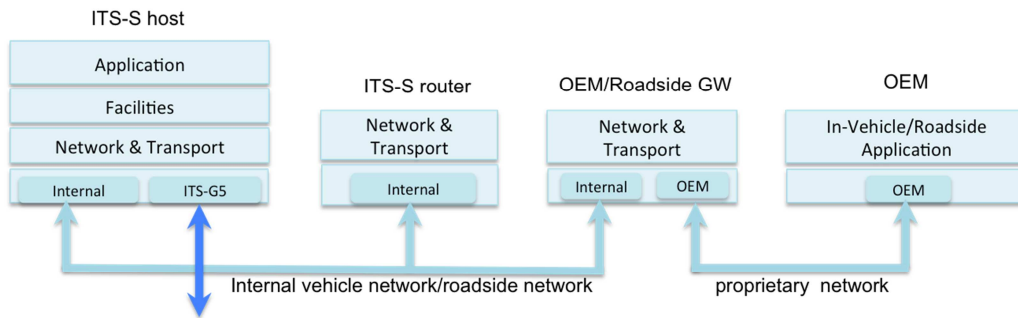 ITS-S host
Application
Facilities
Network & Transport
Internal
ITS-G5
ITS-S router
Network &
Transport
Internal
OEM/Roadside GW
Network &
Transport
Internal
OEM
OEM
In-Vehicle/Roadside
Application
OEM
Internal vehicle network/roadside network
proprietary network